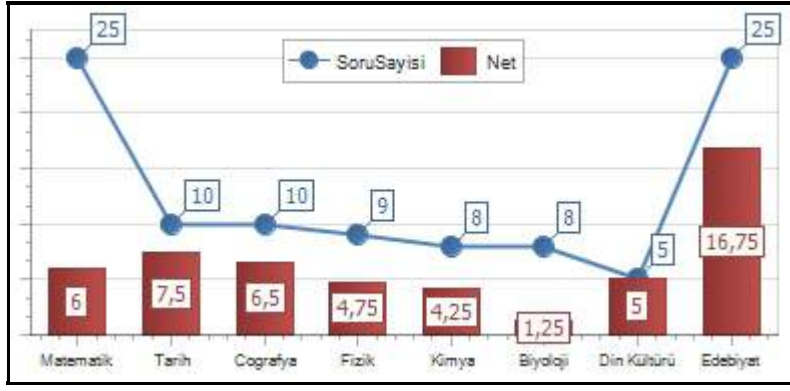 25
25
SoruSayisi
Net
10
10
9
8
8
5
6
7,5
6,5
4,75
4,25
1,25
5
16,75
Matematik
Tarih
Cografya
Fizik
Kimya
Biyoloji
Din Kültürü
Edebiyat